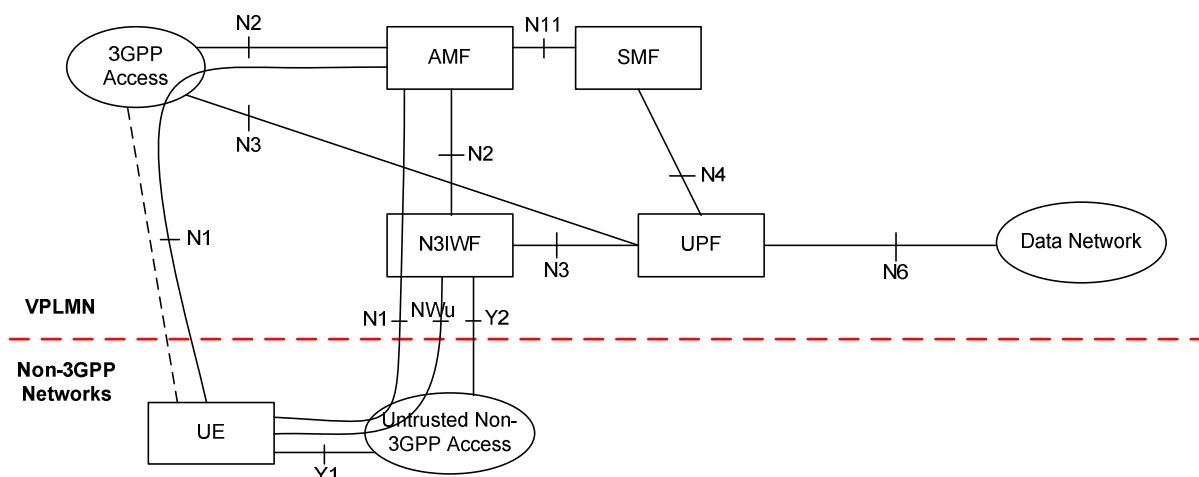 N2
N11
3GPP
Access
AMF
SMF
N3
N2
N4
N1
N3IWF
UPF
Data Network
N3
N6
VPLMN
N1
NWu
Y2
Non-3GPP
Networks
UE
Untrusted Non-
3GPP Access
Y1